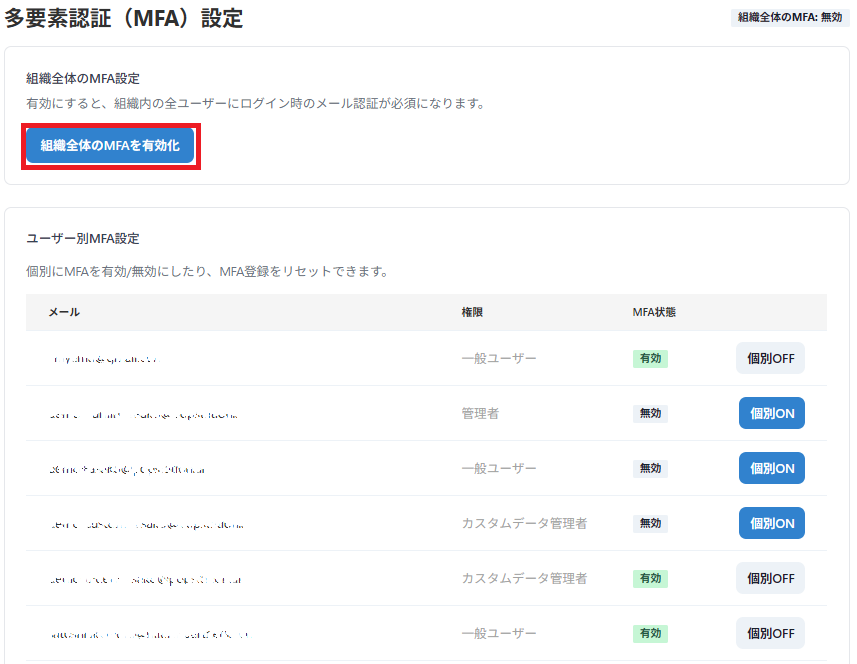 多要素認証（MFA）設定
組織全体のMFA: 無効
組織全体のMFA設定
有効にすると、組織内の全ユーザーにログイン時のメール認証が必須になります。
組織全体のMFAを有効化
ユーザー別MFA設定
個別にMFAを有効/無効にしたり、MFA登録をリセットできます。
メール 権限 MFA状態
一般ユーザー 有効 個別OFF
管理者 無効 個別ON
一般ユーザー 無効 個別ON
カスタムデータ管理者 無効 個別ON
カスタムデータ管理者 有効 個別OFF
一般ユーザー 有効 個別OFF